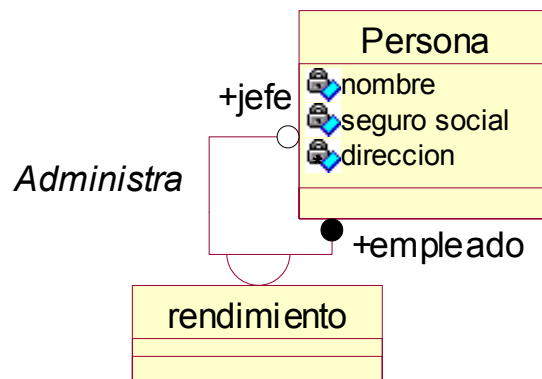 Persona
nombre
seguro social
direccion
+jefe
Administra
+empleado
rendimiento